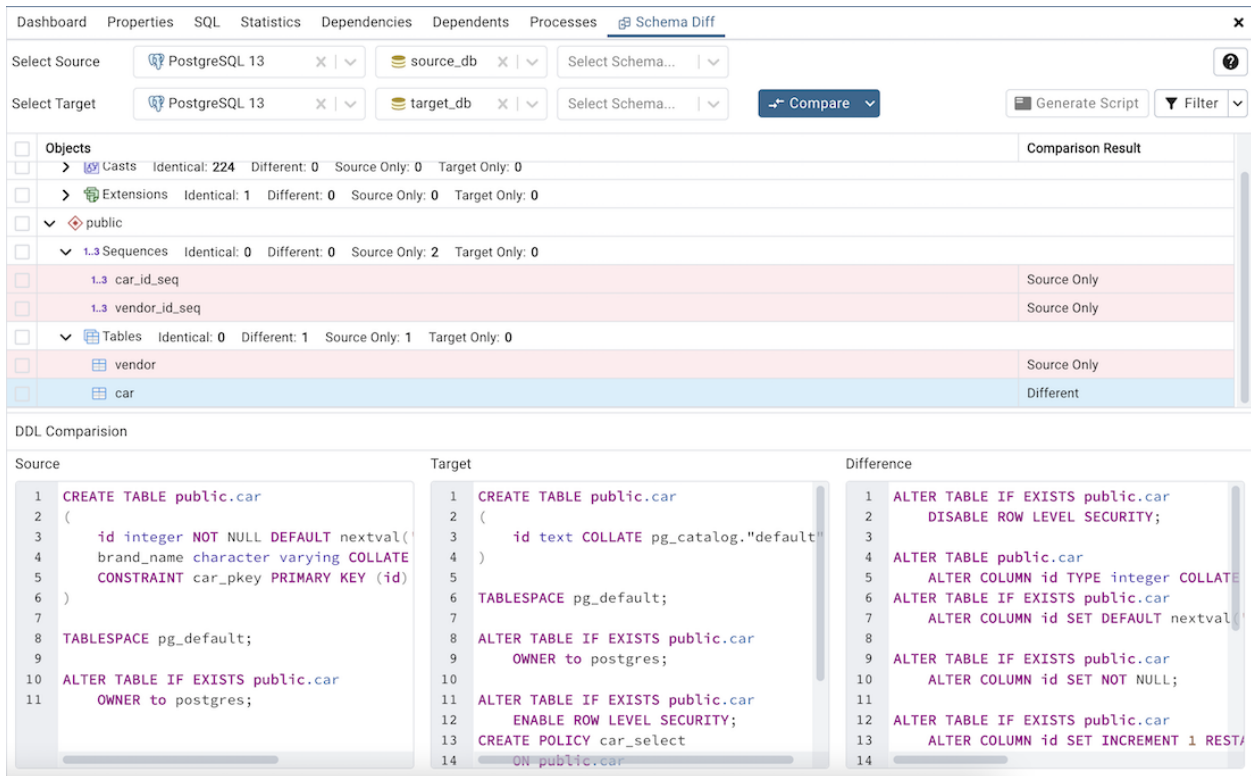 Dashboard Properties SQL Statistics Dependencies Dependents Processes Schema Diff
Select Source PostgreSQL 13 source_db Select Schema...
Select Target PostgreSQL 13 target_db Select Schema... Compare Generate Script Filter
Objects Comparison Result
Casts Identical: 224 Different: 0 Source Only: 0 Target Only: 0
Extensions Identical: 1 Different: 0 Source Only: 0 Target Only: 0
public
1..3 Sequences Identical: 0 Different: 0 Source Only: 2 Target Only: 0
1..3 car_id_seq Source Only
1..3 vendor_id_seq Source Only
Tables Identical: 0 Different: 1 Source Only: 1 Target Only: 0
vendor Source Only
car Different
DDL Comparision
Source
1 CREATE TABLE public.car
2 (
3 id integer NOT NULL DEFAULT nextval('
4 brand_name character varying COLLATE
5 CONSTRAINT car_pkey PRIMARY KEY (id)
6 )
7
8 TABLESPACE pg_default;
9
10 ALTER TABLE IF EXISTS public.car
11 OWNER to postgres;
Target
1 CREATE TABLE public.car
2 (
3 id text COLLATE pg_catalog."default"
4 )
5
6 TABLESPACE pg_default;
7
8 ALTER TABLE IF EXISTS public.car
9 OWNER to postgres;
10
11 ALTER TABLE IF EXISTS public.car
12 ENABLE ROW LEVEL SECURITY;
13 CREATE POLICY car_select
14 ON public.car
Difference
1 ALTER TABLE IF EXISTS public.car
2 DISABLE ROW LEVEL SECURITY;
3
4 ALTER TABLE public.car
5 ALTER COLUMN id TYPE integer COLLATE
6 ALTER TABLE IF EXISTS public.car
7 ALTER COLUMN id SET DEFAULT nextval('
8
9 ALTER TABLE IF EXISTS public.car
10 ALTER COLUMN id SET NOT NULL;
11
12 ALTER TABLE IF EXISTS public.car
13 ALTER COLUMN id SET INCREMENT 1 RESTA
14